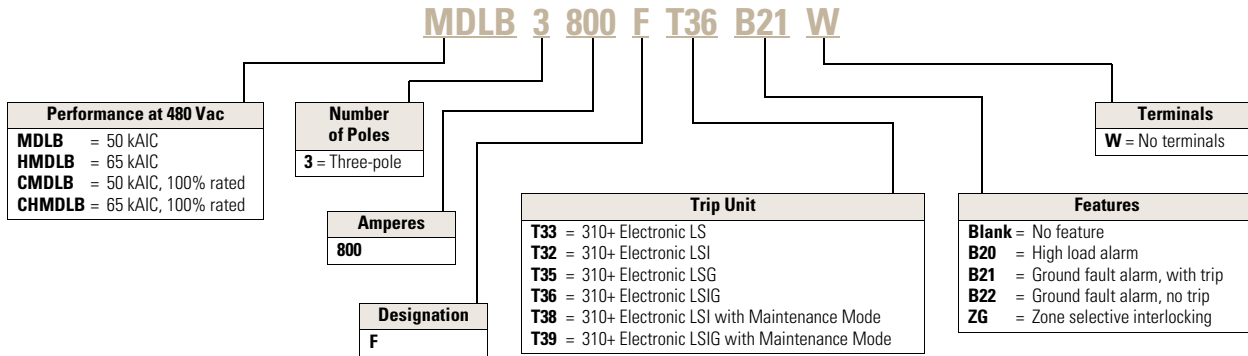 MDLB 3 800 F T36 B21 W
Performance at 480 Vac
MDLB = 50 kAIC
HMDLB = 65 kAIC
CMDLB = 50 kAIC, 100% rated
CHMDLB = 65 kAIC, 100% rated
Number
of Poles
3 = Three-pole
Amperes
800
Designation
F
Trip Unit
T33 = 310+ Electronic LS
T32 = 310+ Electronic LSI
T35 = 310+ Electronic LSG
T36 = 310+ Electronic LSIG
T38 = 310+ Electronic LSI with Maintenance Mode
T39 = 310+ Electronic LSIG with Maintenance Mode
Terminals
W = No terminals
Features
Blank = No feature
B20 = High load alarm
B21 = Ground fault alarm, with trip
B22 = Ground fault alarm, no trip
ZG = Zone selective interlocking